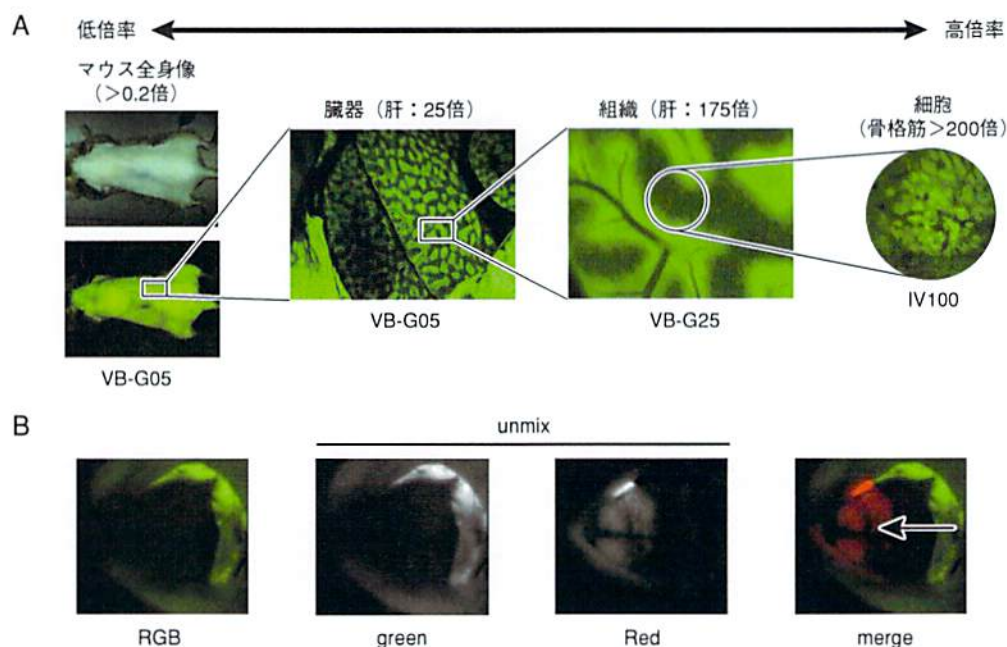 A
低倍率
高倍率
マウス全身像
（＞0.2倍）
臓器（肝：25倍）
組織（肝：175倍）
細胞
（骨格筋＞200倍）
VB-G05
VB-G05
VB-G25
IV100
B
unmix
RGB
green
Red
merge